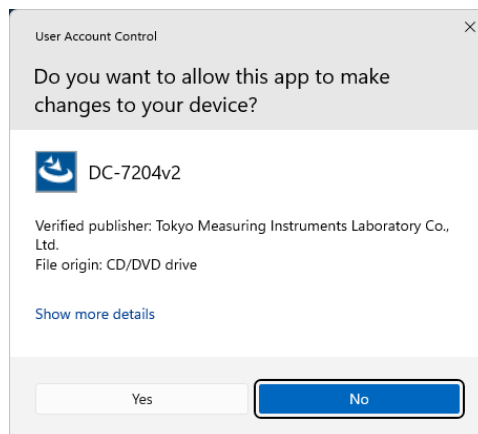 User Account Control
Do you want to allow this app to make
changes to your device?
DC-7204v2
Verified publisher: Tokyo Measuring Instruments Laboratory Co.,
Ltd.
File origin: CD/DVD drive
Show more details
Yes
No